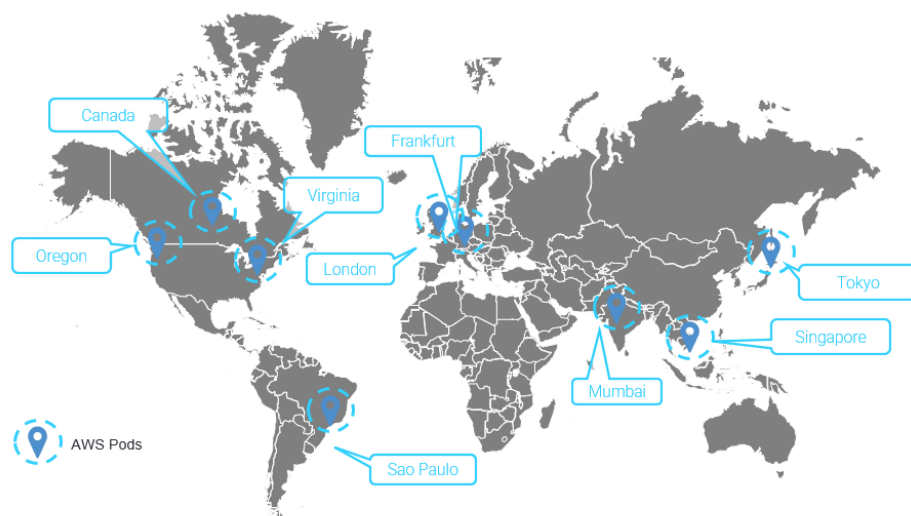 Canada
Frankfurt
Virginia
Oregon
London
Tokyo
Singapore
Mumbai
AWS Pods
Sao Paulo